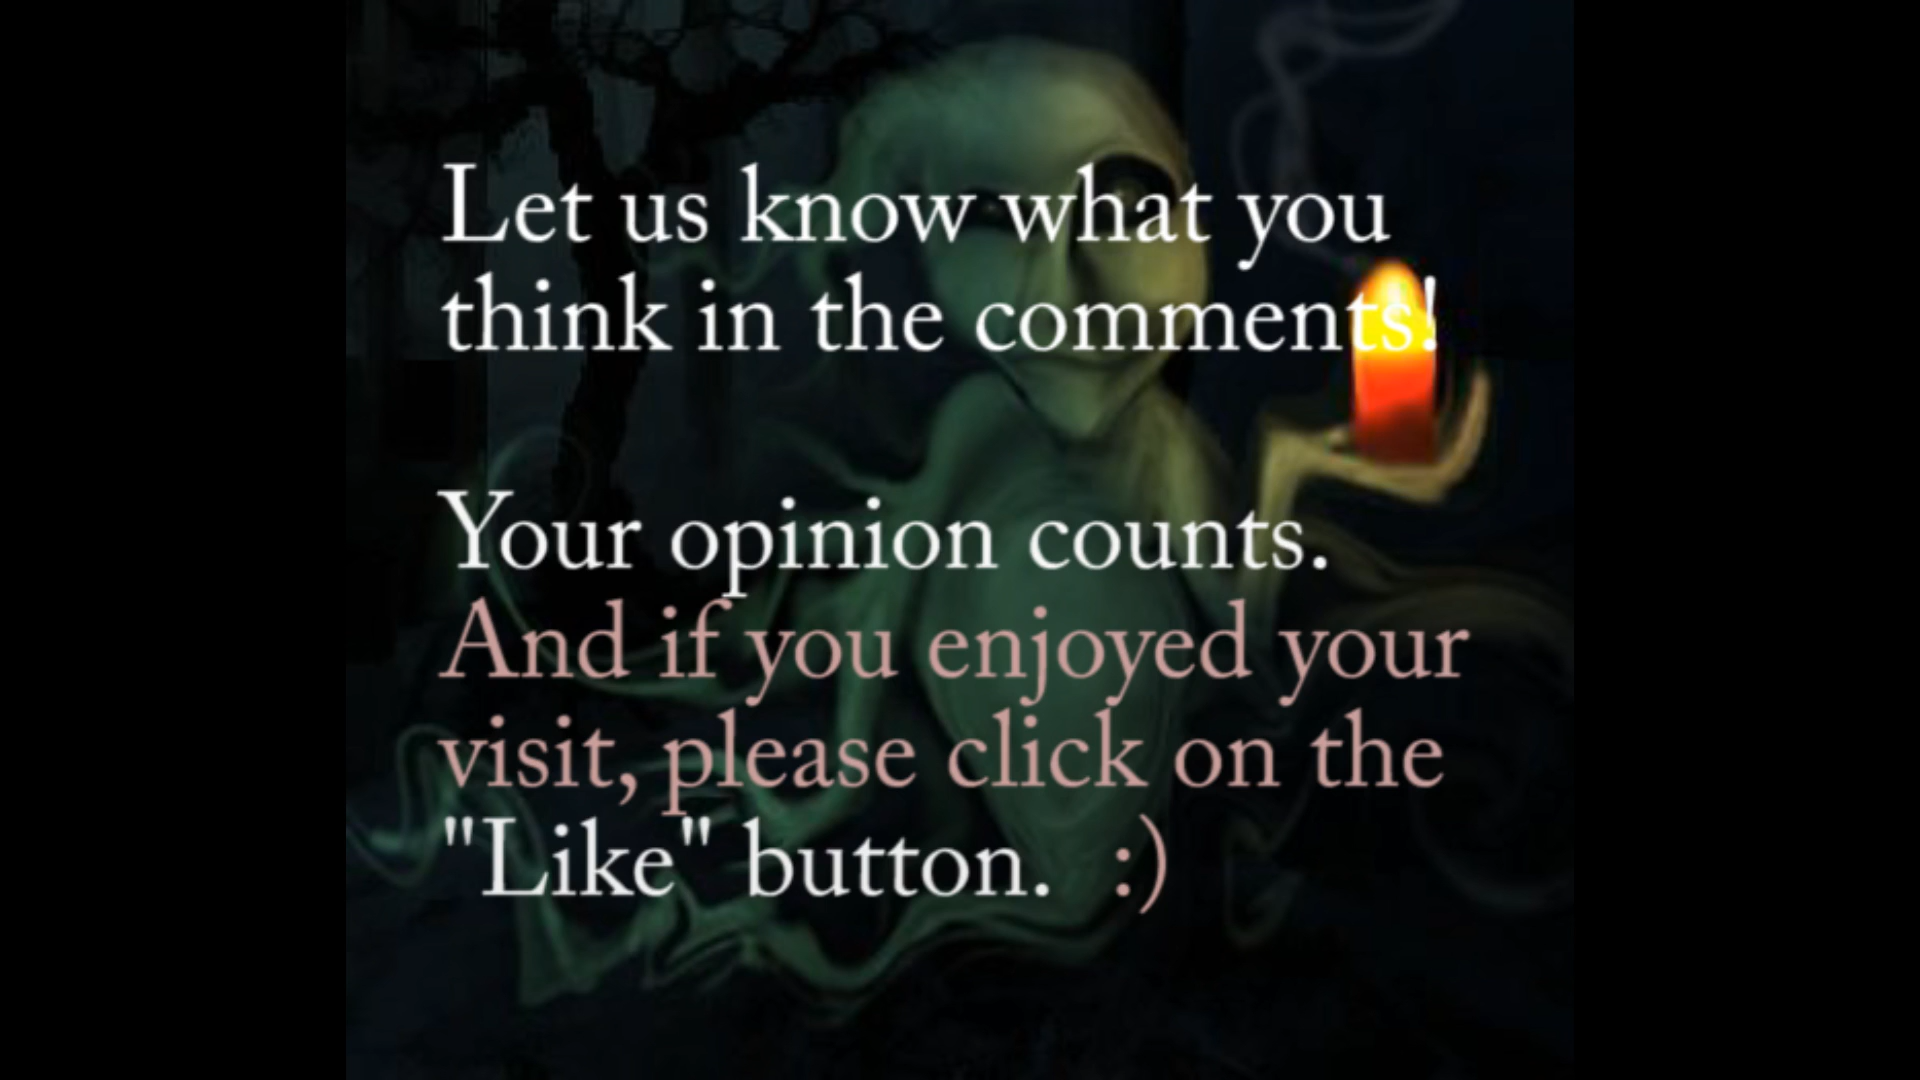 Let us know what you
think in the comments!
Your opinion counts.
And if you enjoyed your
visit, please click on the
"Like" button. :)